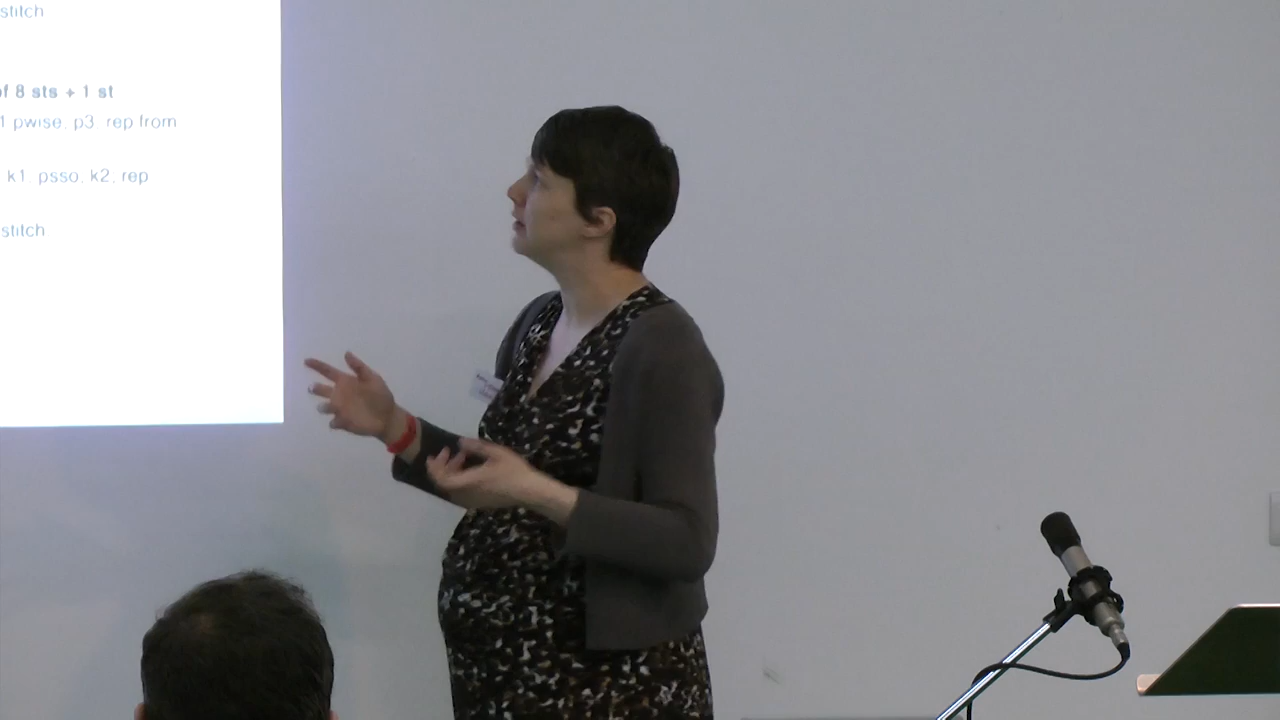 stitch
of 8 sts + 1 st
1 pwise, p3 rep from
k1, psso, k2, rep
stitch